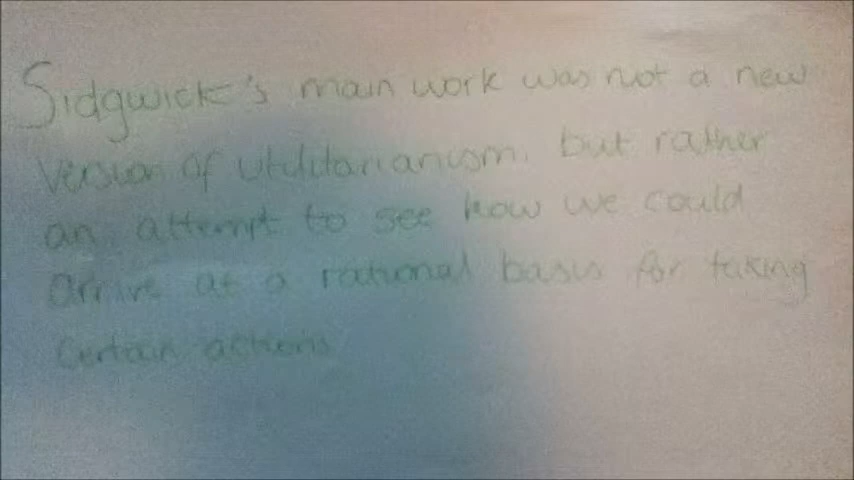 Sidgwick's main work was not a new
version of utilitarianism, but rather
an attempt to see how we could
arrive at a rational basis for taking
certain actions